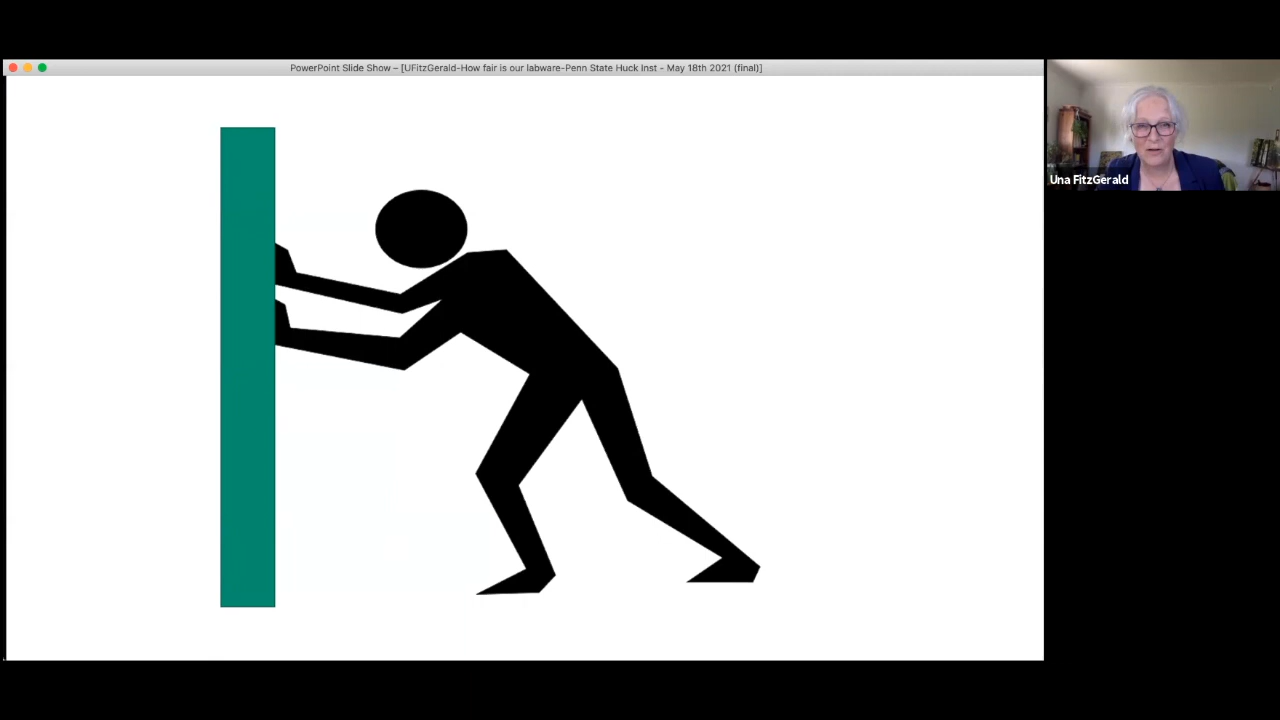 PowerPoint Slide Show – [UFitzGerald-How fair is our labware-Penn State Huck Inst - May 18th 2021 (final)]
Una FitzGerald